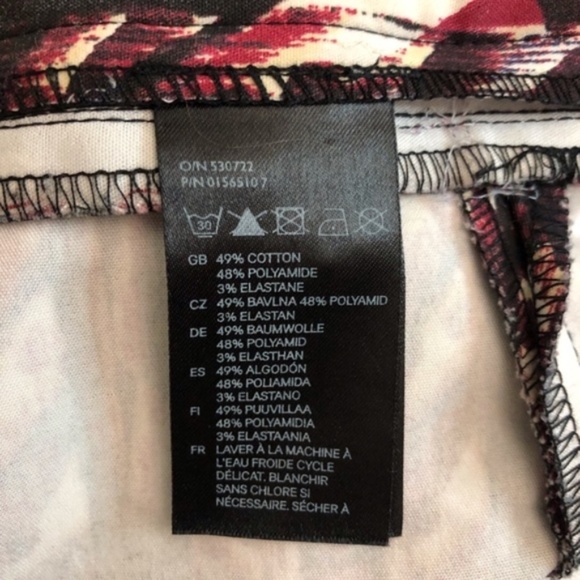 O/N 530722
P/N 01565107
30
GB 49% COTTON
48% POLYAMIDE
3% ELASTANE
CZ 49% BAVLNA 48% POLYAMID
3% ELASTAN
DE 49% BAUMWOLLE
48% POLYAMID
3% ELASTHAN
ES 49% ALGODÓN
48% POLIAMIDA
3% ELASTANO
FI 49% PUUVILLAA
48% POLYAMIDIA
3% ELASTAANIA
FR LAVER À LA MACHINE À
L'EAU FROIDE CYCLE
DÉLICAT. BLANCHIR
SANS CHLORE SI
NÉCESSAIRE. SÉCHER À